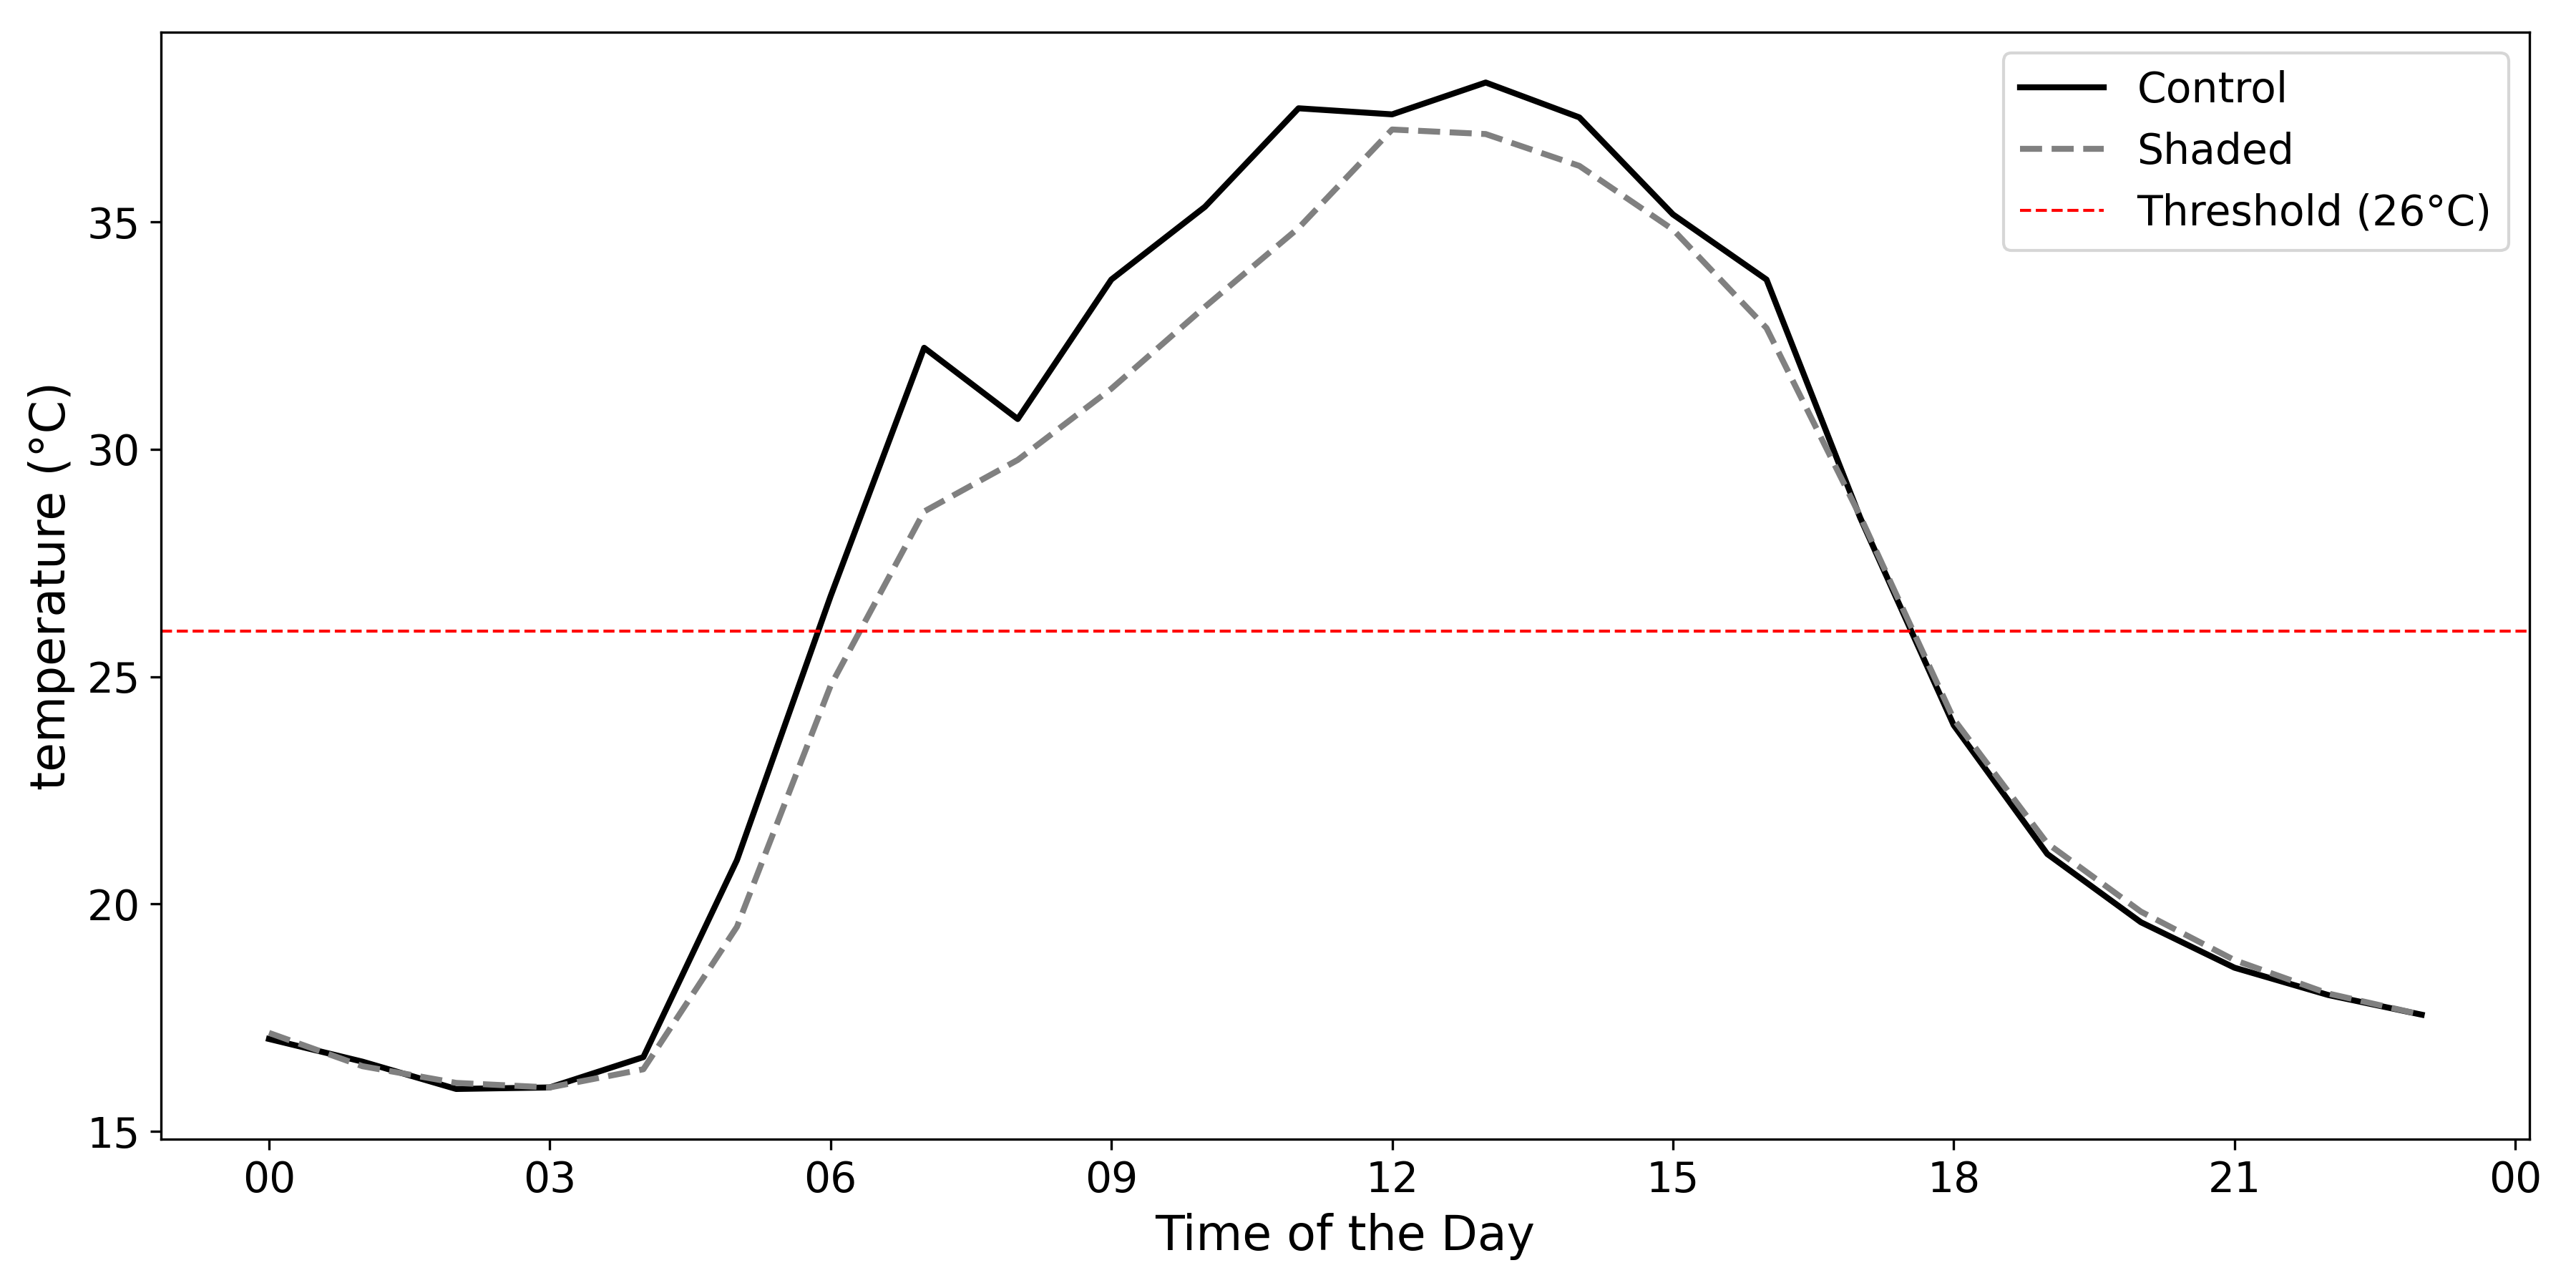 Control
Shaded
Threshold (26°C)
temperature (°C)
35
30
25
20
15
00 03 06 09 12 15 18 21 00
Time of the Day